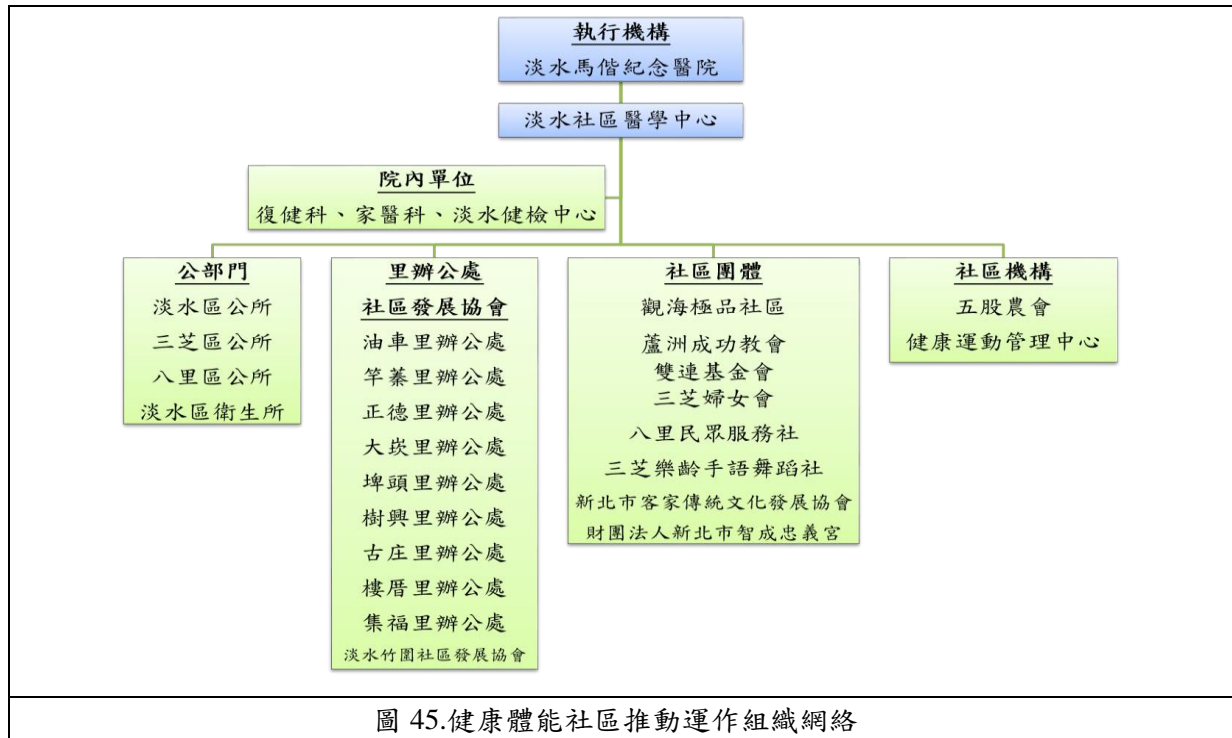 執行機構
淡水馬偕紀念醫院
淡水社區醫學中心
院內單位
復健科、家醫科、淡水健檢中心
公部門
淡水區公所
三芝區公所
八里區公所
淡水區衛生所
里辦公處
社區發展協會
油車里辦公處
竿蓁里辦公處
正德里辦公處
大崁里辦公處
埤頭里辦公處
樹興里辦公處
古庄里辦公處
樓厝里辦公處
集福里辦公處
淡水竹圍社區發展協會
社區團體
觀海極品社區
蘆洲成功教會
雙連基金會
三芝婦女會
八里民眾服務社
三芝樂齡手語舞蹈社
新北市客家傳統文化發展協會
財團法人新北市智成忠義宮
社區機構
五股農會
健康運動管理中心
圖 45.健康體能社區推動運作組織網絡